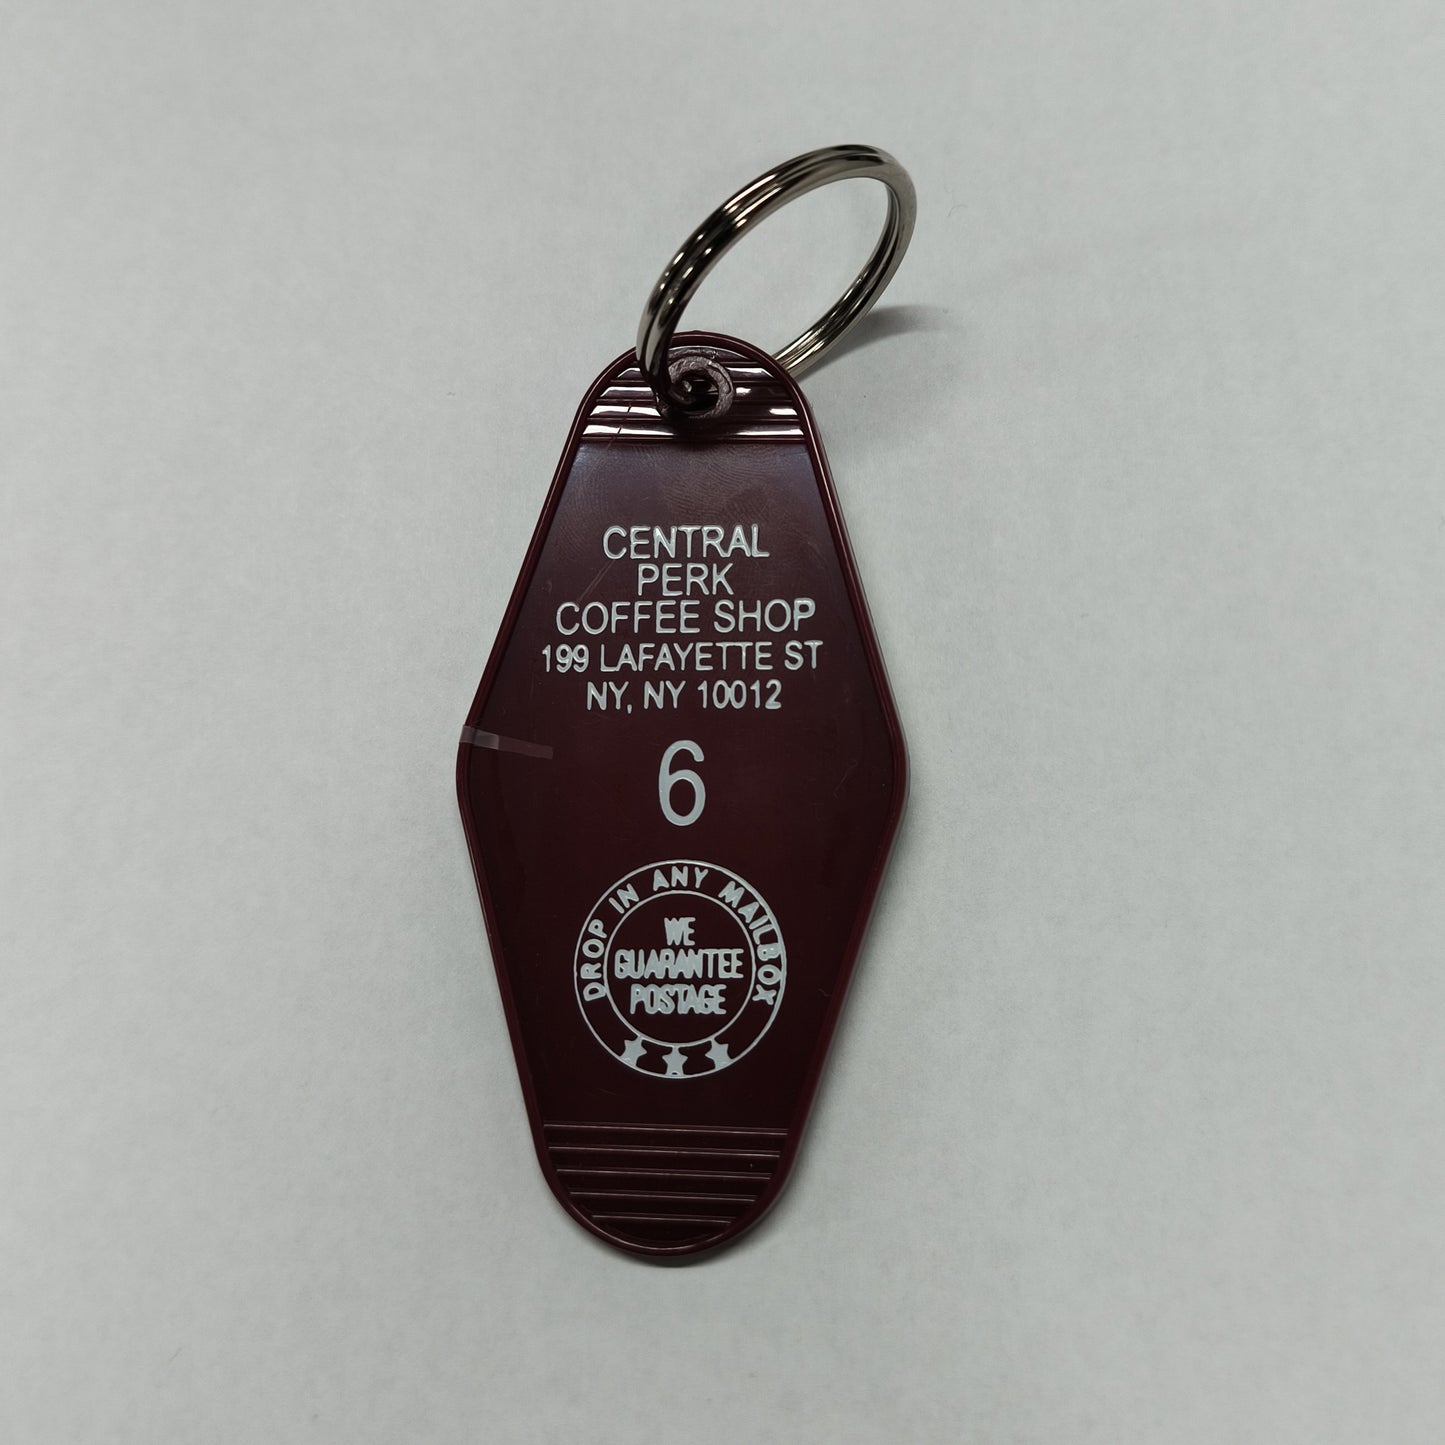 CENTRAL
PERK
COFFEE SHOP
199 LAFAYETTE ST
NY, NY 10012
6
DROP IN ANY MAILBOX
WE
GUARANTEE
POSTAGE